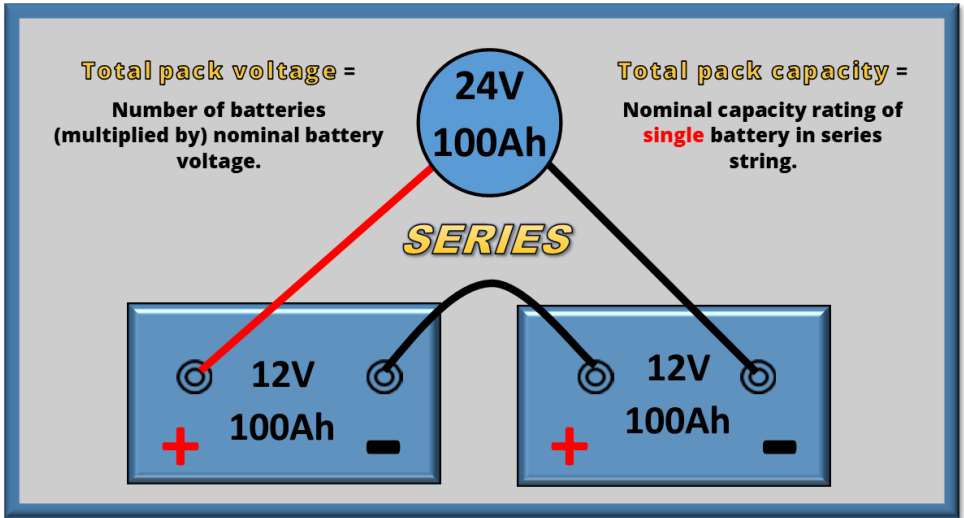 Total pack voltage =
Number of batteries
(multiplied by) nominal battery
voltage.
24V
100Ah
Total pack capacity =
Nominal capacity rating of
single battery in series
string.
SERIES
12V
100Ah
+ -
12V
100Ah
+ -